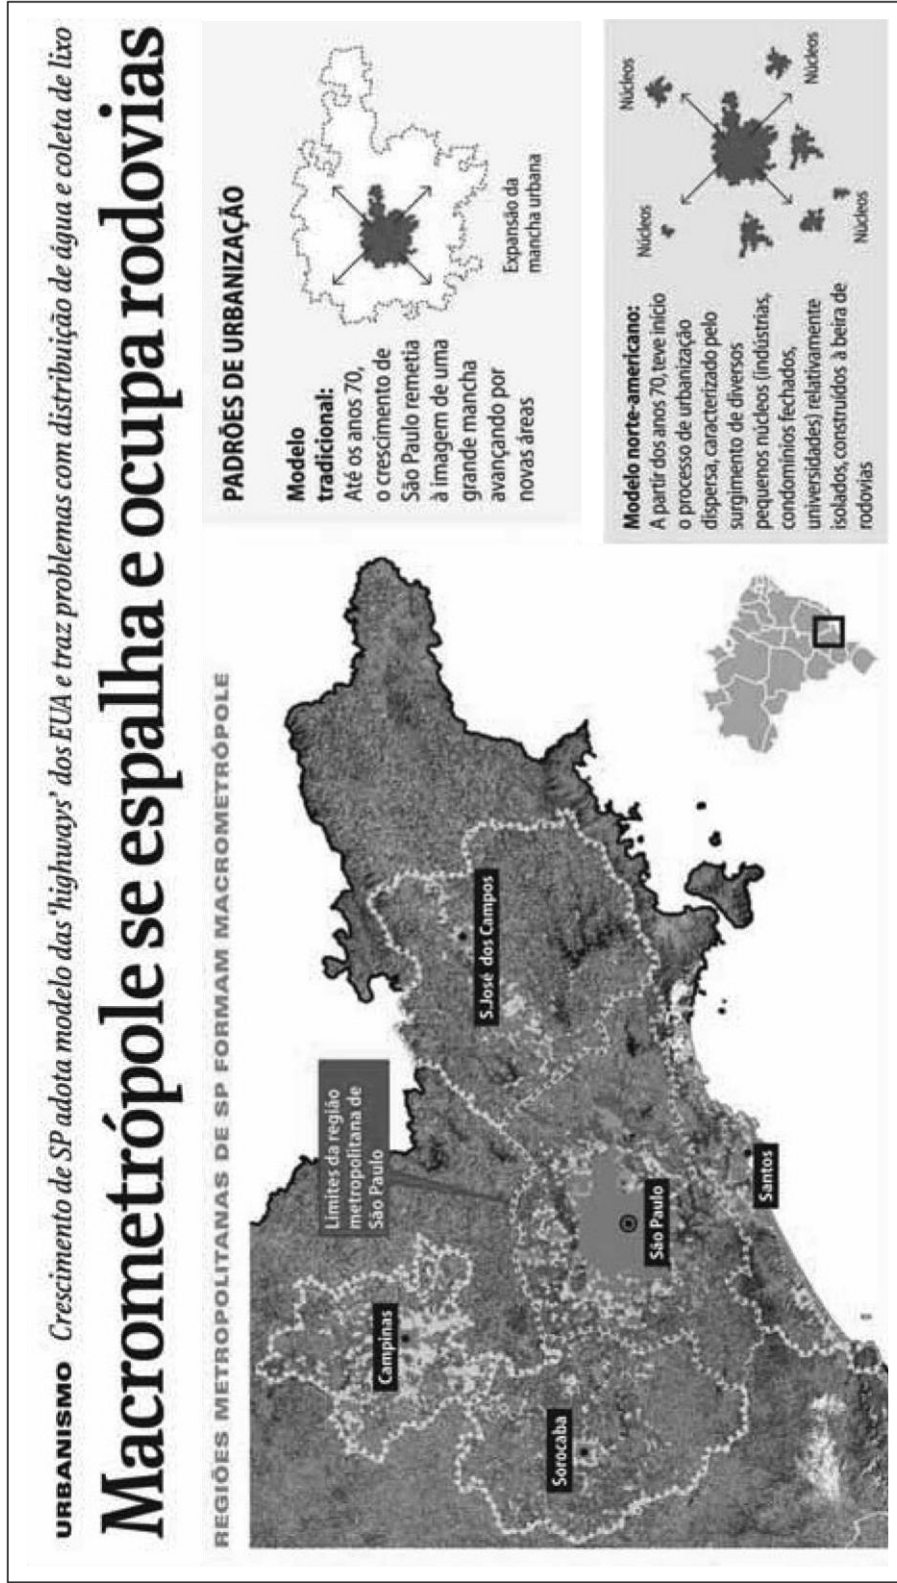 URBANISMO Crescimento de SP adota modelo das 'highways' dos EUA e traz problemas com distribuição de água e coleta de lixo
Macrometrópole se espalha e ocupa rodovias
REGIÕES METROPOLITANAS DE SP FORMAM MACROMETRÓPOLE
Limites da região
metropolitana de
São Paulo
Campinas
S.José dos Campos
Sorocaba
São Paulo
Santos
PADRÕES DE URBANIZAÇÃO
Modelo
tradicional:
Até os anos 70,
o crescimento de
São Paulo remetia
à imagem de uma
grande mancha
avançando por
novas áreas
Expansão da
mancha urbana
Modelo norte-americano:
A partir dos anos 70, teve início
o processo de urbanização
dispersa, caracterizado pelo
surgimento de diversos
pequenos núcleos (indústrias,
condomínios fechados,
universidades) relativamente
isolados, construídos à beira de
rodovias
Núcleos
Núcleos
Núcleos
Núcleos